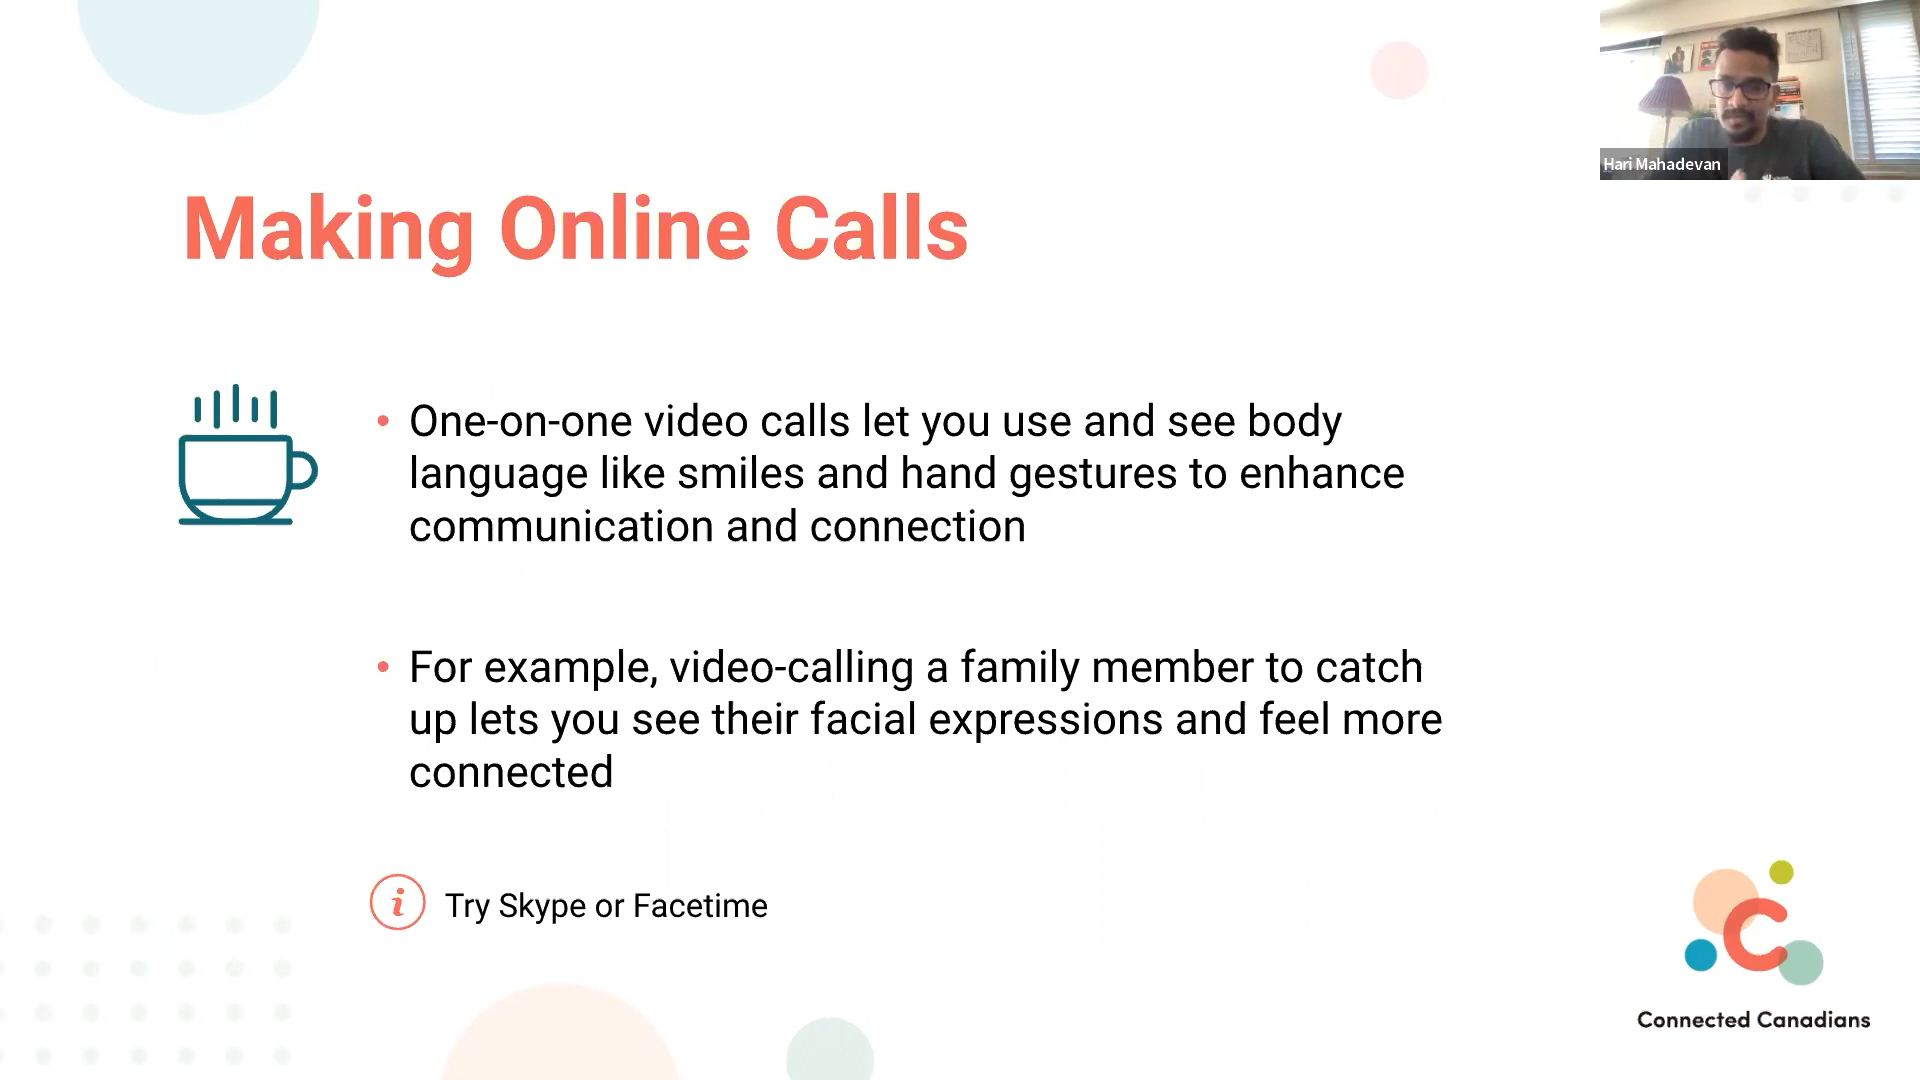 Hari Mahadevan
Making Online Calls
• One-on-one video calls let you use and see body
language like smiles and hand gestures to enhance
communication and connection
• For example, video-calling a family member to catch
up lets you see their facial expressions and feel more
connected
i Try Skype or Facetime
C
Connected Canadians